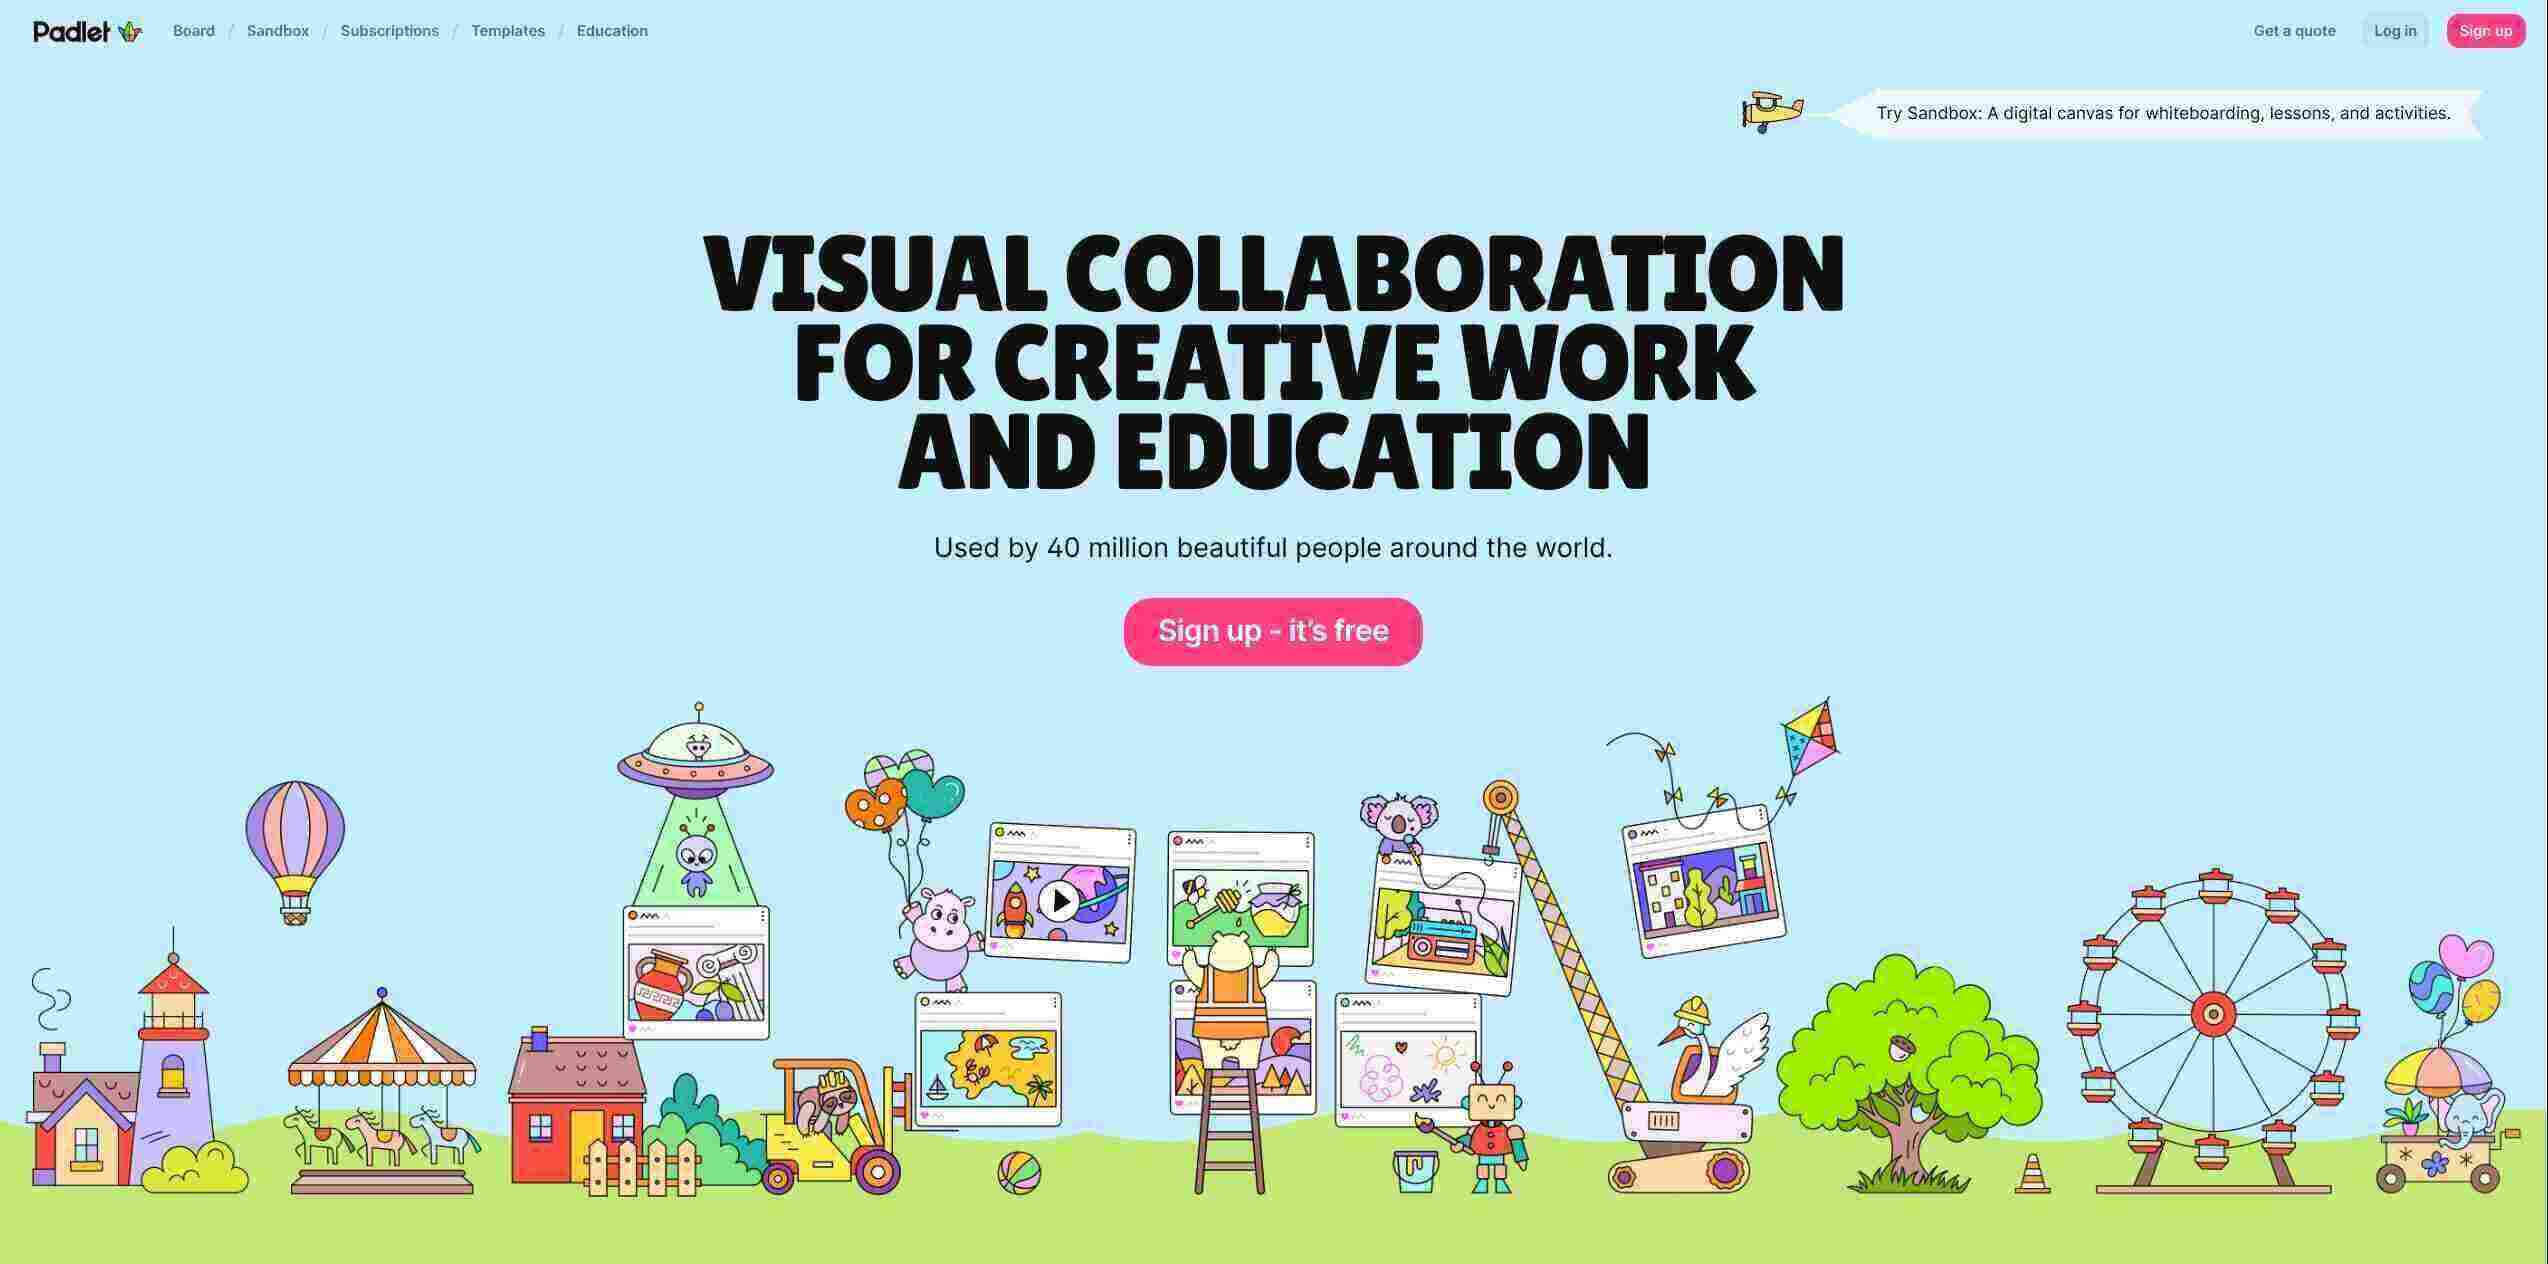 Padlet
Board / Sandbox / Subscriptions / Templates / Education
Get a quote
Log in
Sign up
Try Sandbox: A digital canvas for whiteboarding, lessons, and activities.
VISUAL COLLABORATION
FOR CREATIVE WORK
AND EDUCATION
Used by 40 million beautiful people around the world.
Sign up - it's free